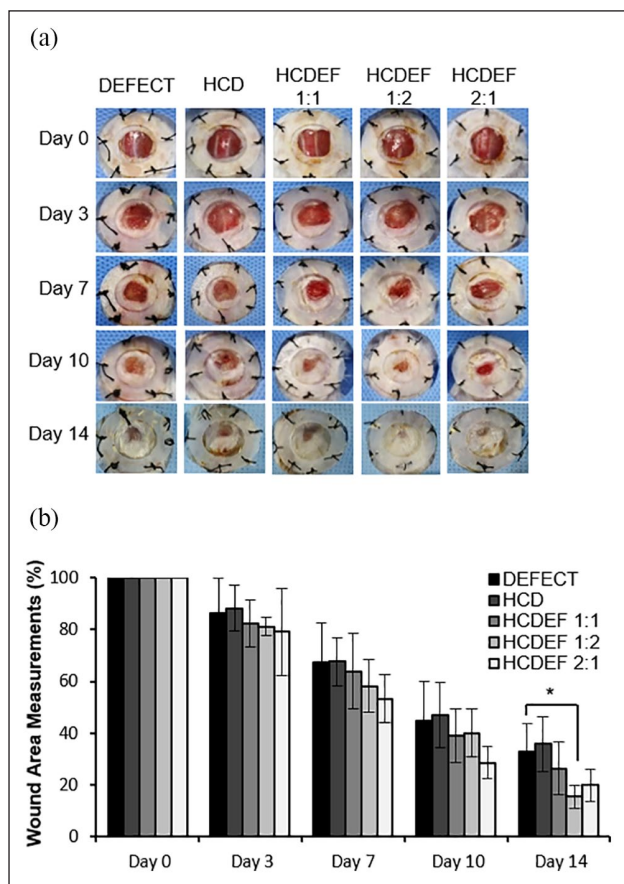 (a)
DEFECT HCD HCDEF 1:1 HCDEF 1:2 HCDEF 2:1
Day 0
Day 3
Day 7
Day 10
Day 14
(b)
Wound Area Measurements (%)
100
80
60
40
20
0
DEFECT
HCD
HCDEF 1:1
HCDEF 1:2
HCDEF 2:1
*
Day 0 Day 3 Day 7 Day 10 Day 14